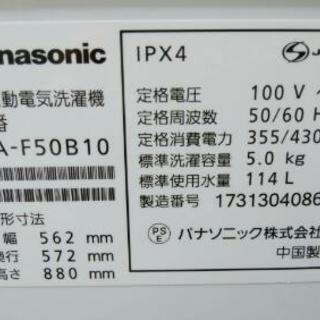 nasonic
動電気洗濯機
番
A-F50B10
形寸法
幅 562 mm
奥行 572 mm
高さ 880 mm
IPX4
定格電圧 100 V
定格周波数 50/60 H
定格消費電力 355/430
標準洗濯容量 5.0 kg
標準使用水量 114 L
製造番号 1731304086
PS E パナソニック株式会
中国製